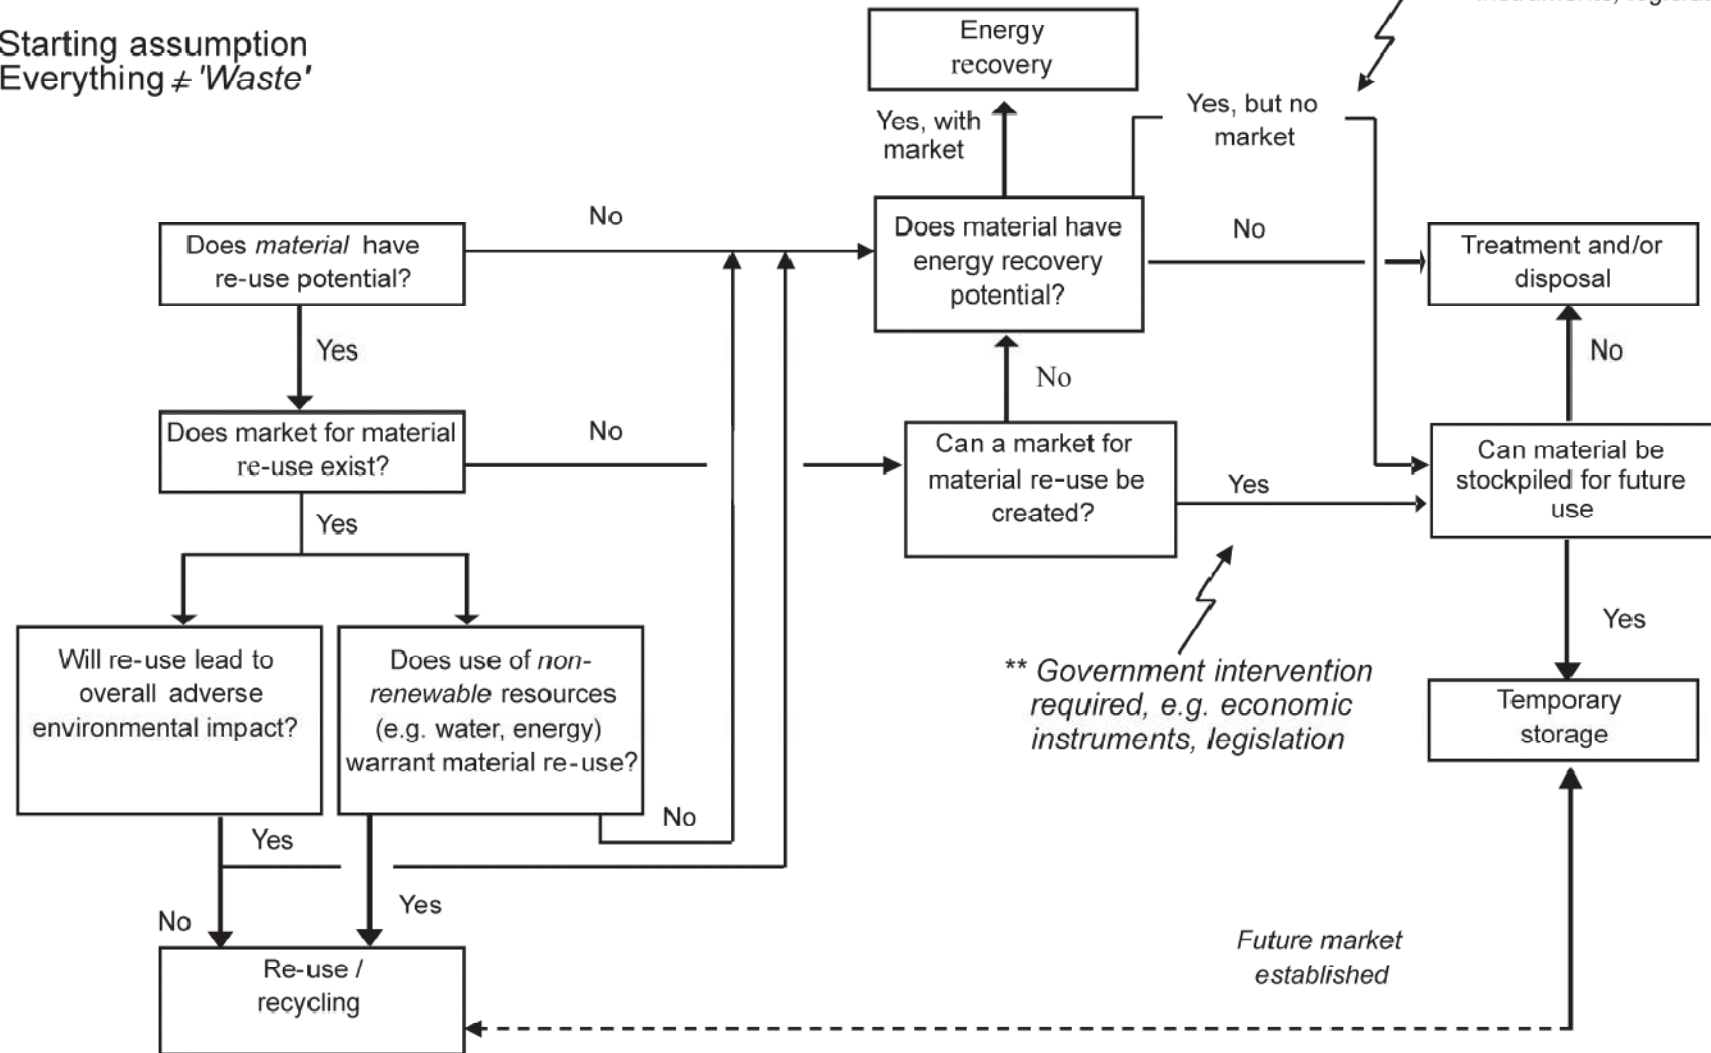 Starting assumption
Everything ≠ 'Waste'
Energy
recovery
Yes, with
market
Yes, but no
market
Does material have
re-use potential?
No
Does material have
energy recovery
potential?
No
Treatment and/or
disposal
Yes
No
No
Does market for material
re-use exist?
No
Can a market for
material re-use be
created?
Yes
Can material be
stockpiled for future
use
Yes
Yes
Will re-use lead to
overall adverse
environmental impact?
Does use of non-
renewable resources
(e.g. water, energy)
warrant material re-use?
** Government intervention
required, e.g. economic
instruments, legislation
Temporary
storage
No
Yes
Yes
No
Future market
established
Re-use /
recycling